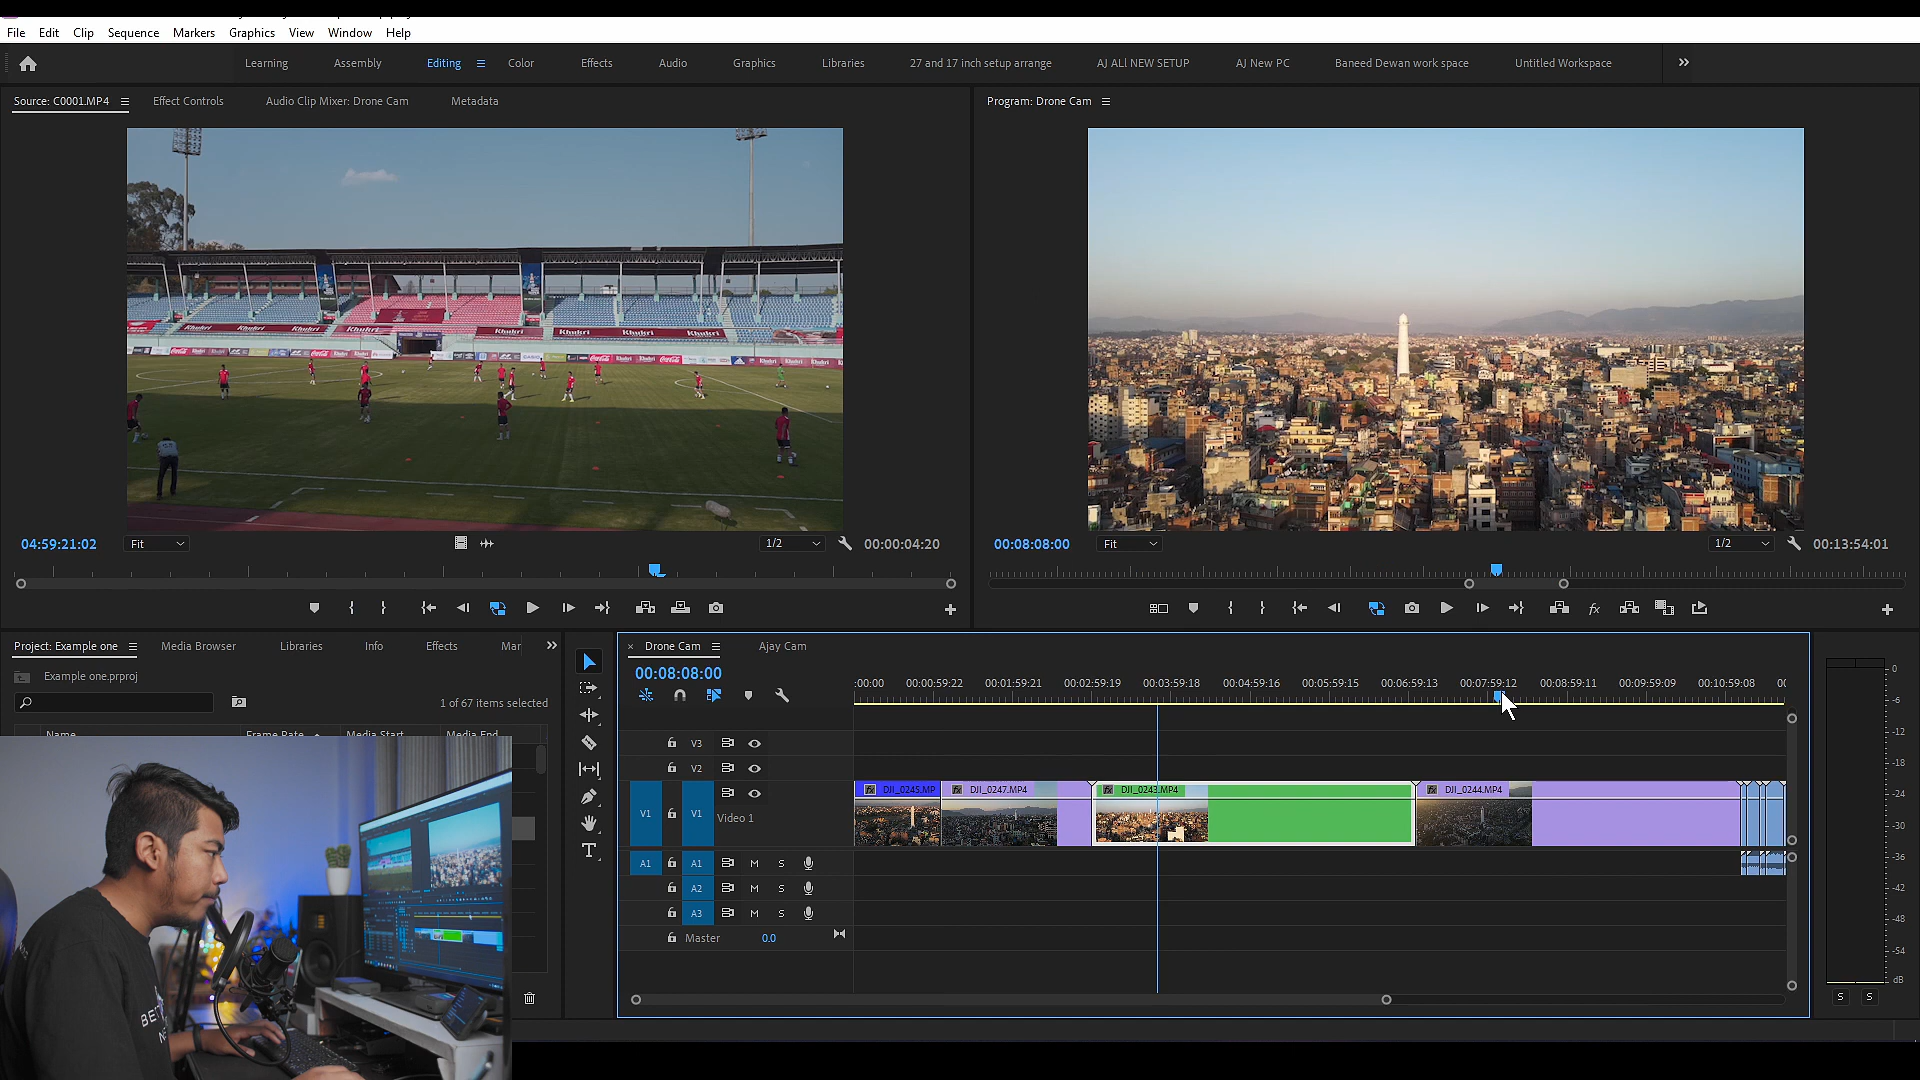 File Edit Clip Sequence Markers Graphics View Window Help
Learning Assembly Editing Color Effects Audio Graphics Libraries 27 and 17 inch setup arrange AJ ALl NEW SETUP AJ New PC Baneed Dewan work space Untitled Workspace
Source: C0001.MP4 Effect Controls Audio Clip Mixer: Drone Cam Metadata
Program: Drone Cam
Khukri Khukri Khukri Khukri Khukri
04:59:21:02 Fit 1/2 00:00:04:20
00:08:08:00 Fit 1/2 00:13:54:01
Project: Example one Media Browser Libraries Info Effects Mar
Example one.prproj
1 of 67 items selected
Name Frame Rate Media Start Media End
× Drone Cam Ajay Cam
00:08:08:00
:00:00 00:00:59:22 00:01:59:21 00:02:59:19 00:03:59:18 00:04:59:16 00:05:59:15 00:06:59:13 00:07:59:12 00:08:59:11 00:09:59:09 00:10:59:08 00
V3
V2
DJI_0245.MP DJI_0247.MP4 DJI_0243.MP4 DJI_0244.MP4
V1 V1 Video 1
A1 A1 M S
A2 M S
A3 M S
Master 0.0
0
-6
-12
-18
-24
-30
-36
-42
-48
-54
dB
S S